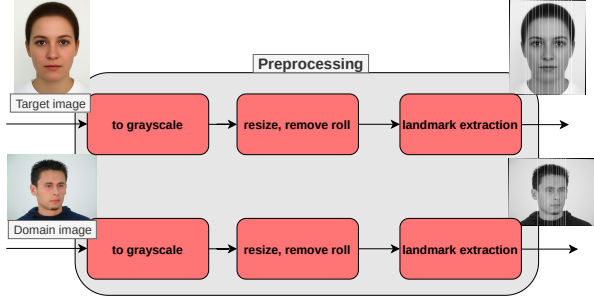 Preprocessing
Target image
to grayscale
resize, remove roll
landmark extraction
Domain image
to grayscale
resize, remove roll
landmark extraction